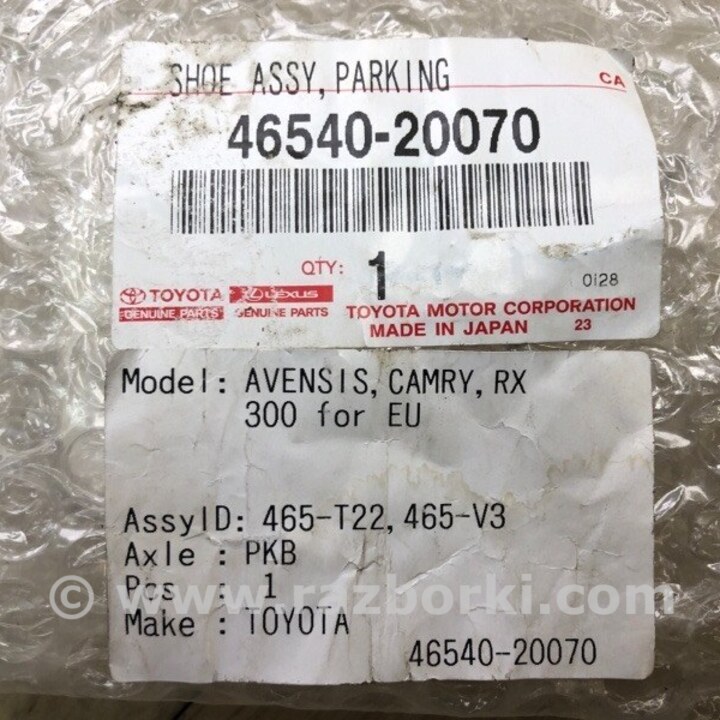 SHOE ASSY, PARKING
CA
46540-20070
QTY: 1
0128
TOYOTA LEXUS
GENUINE PARTS GENUINE PARTS
TOYOTA MOTOR CORPORATION
MADE IN JAPAN 23
Model: AVENSIS, CAMRY, RX
300 for EU
AssyID: 465-T22, 465-V3
Axle : PKB
Pcs : 1
© www.razborki.com
Make : TOYOTA
46540-20070